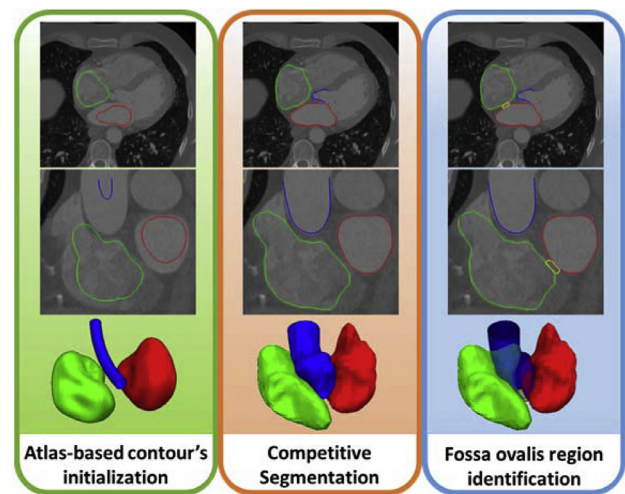 Atlas-based contour's
initialization
Competitive
Segmentation
Fossa ovalis region
identification